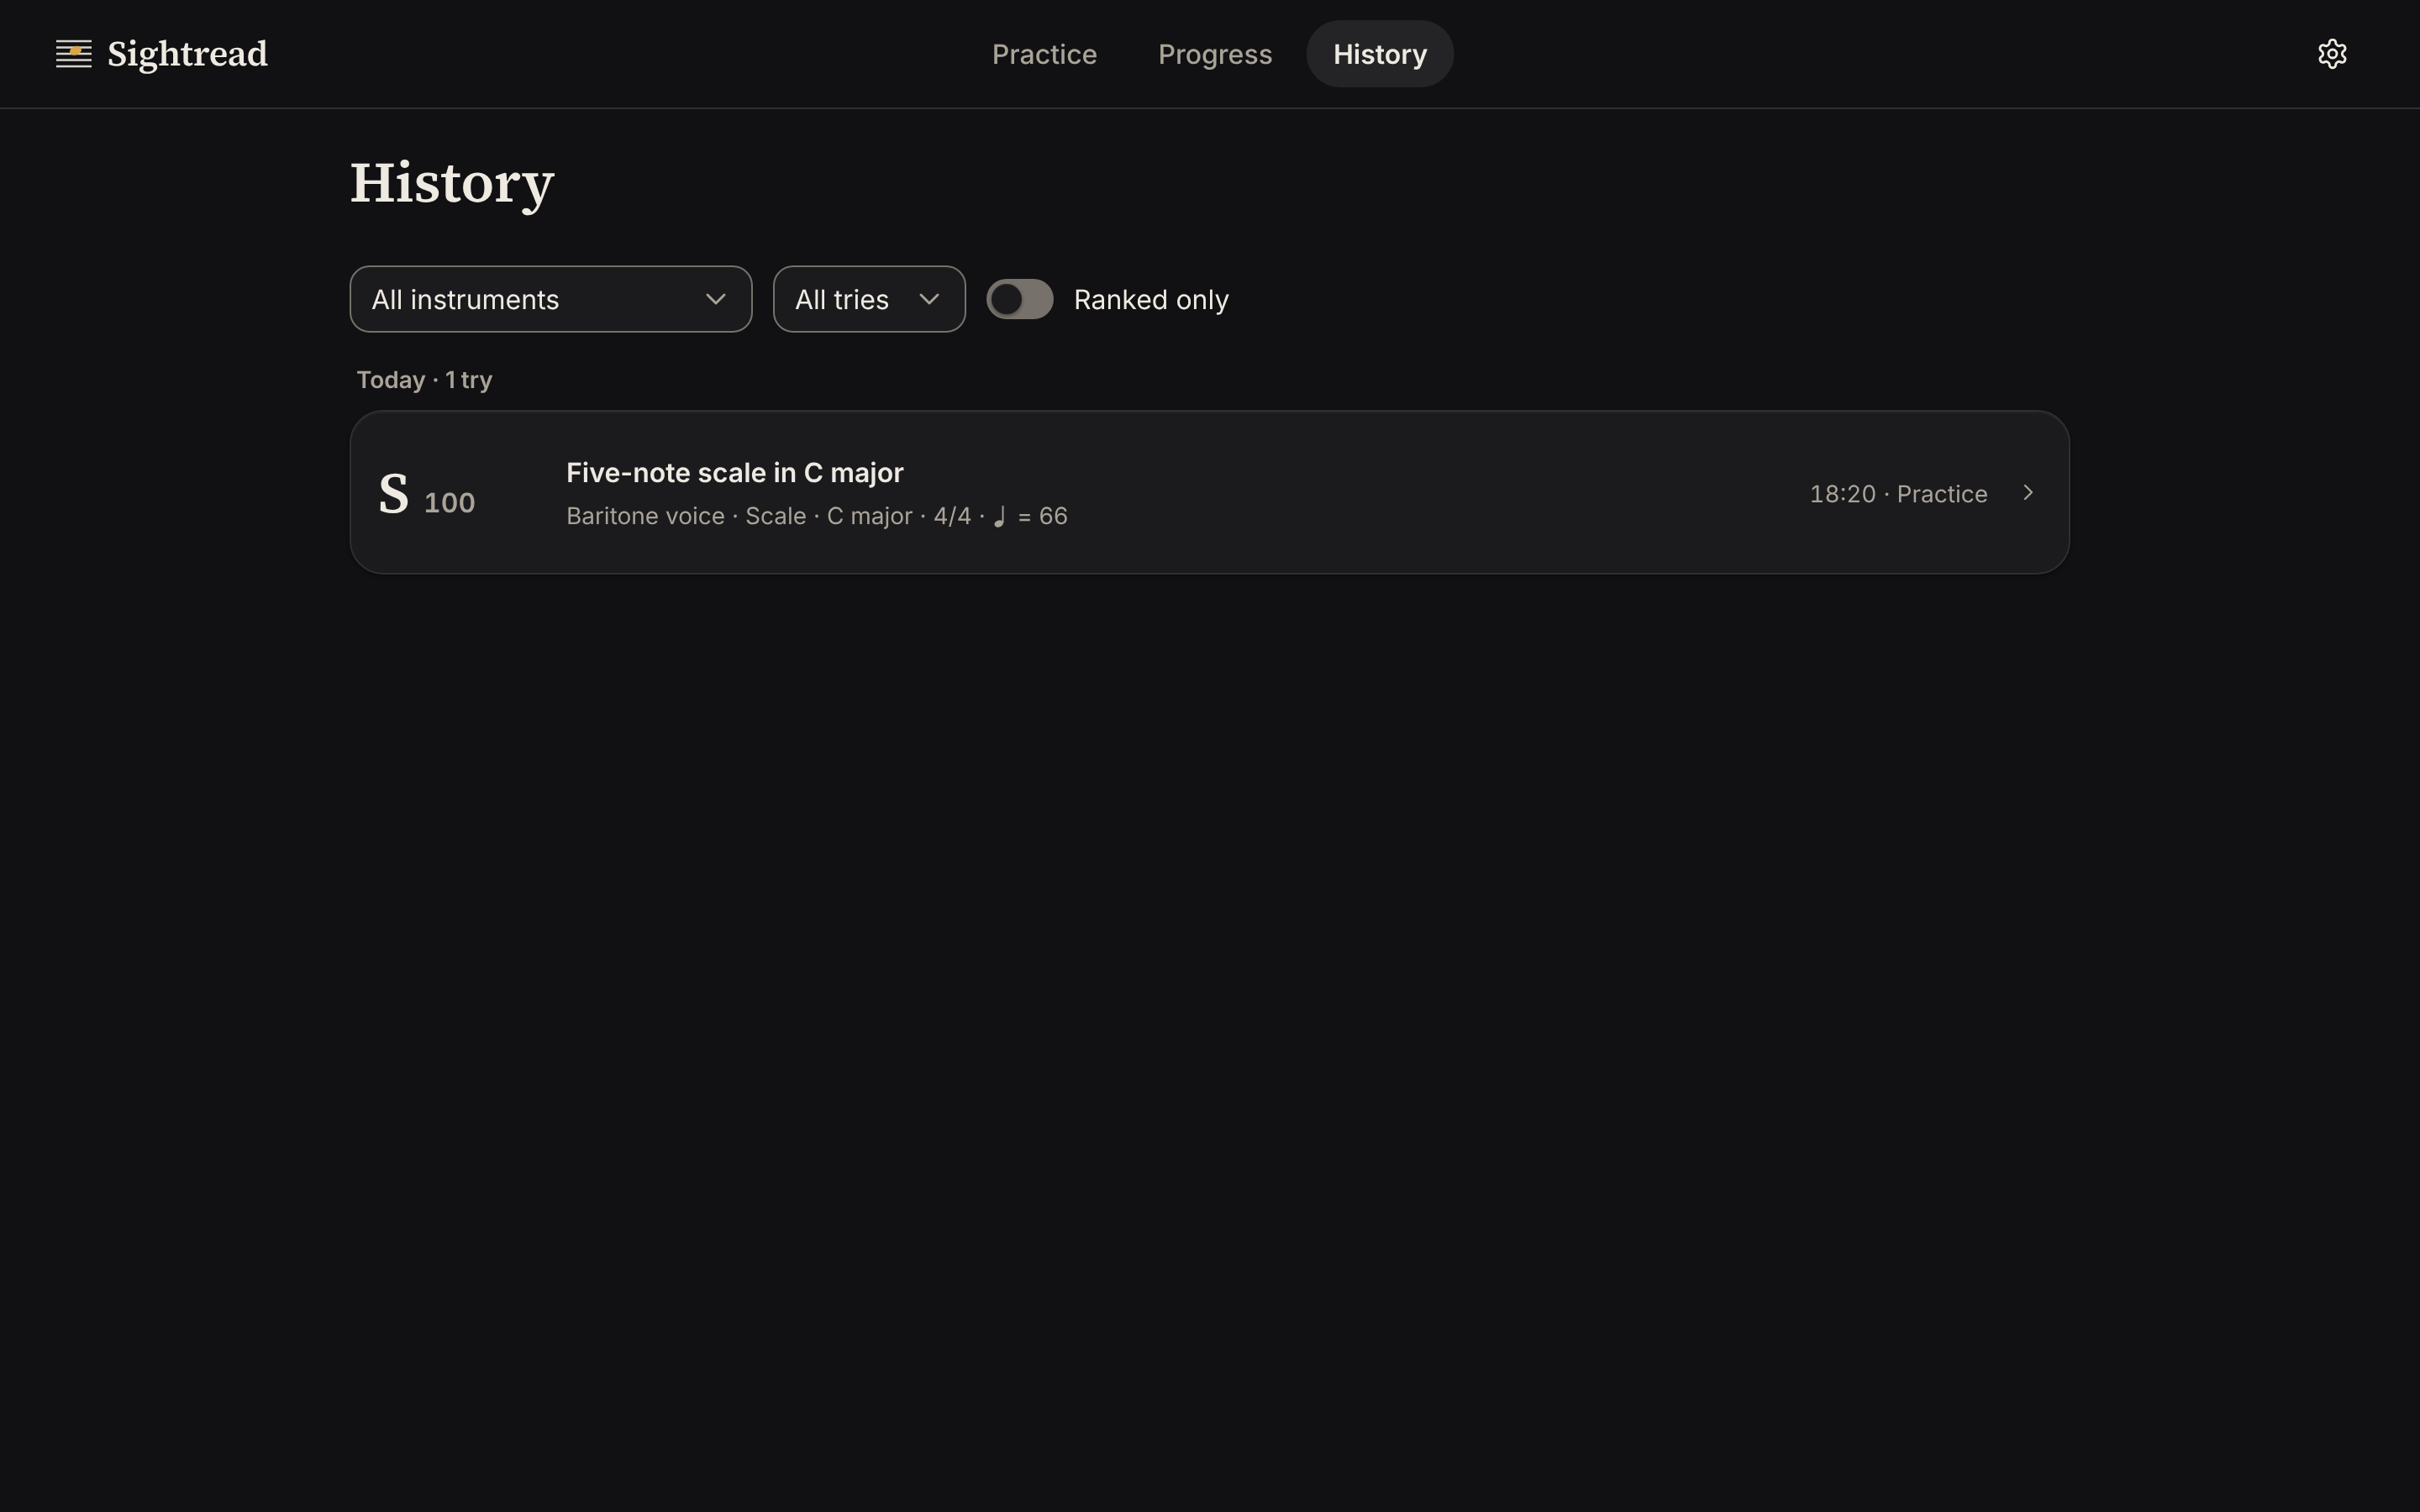 Sightread
Practice Progress History
History
All instruments All tries Ranked only
Today · 1 try
S 100
Five-note scale in C major
Baritone voice · Scale · C major · 4/4 · ♩ = 66
18:20 · Practice